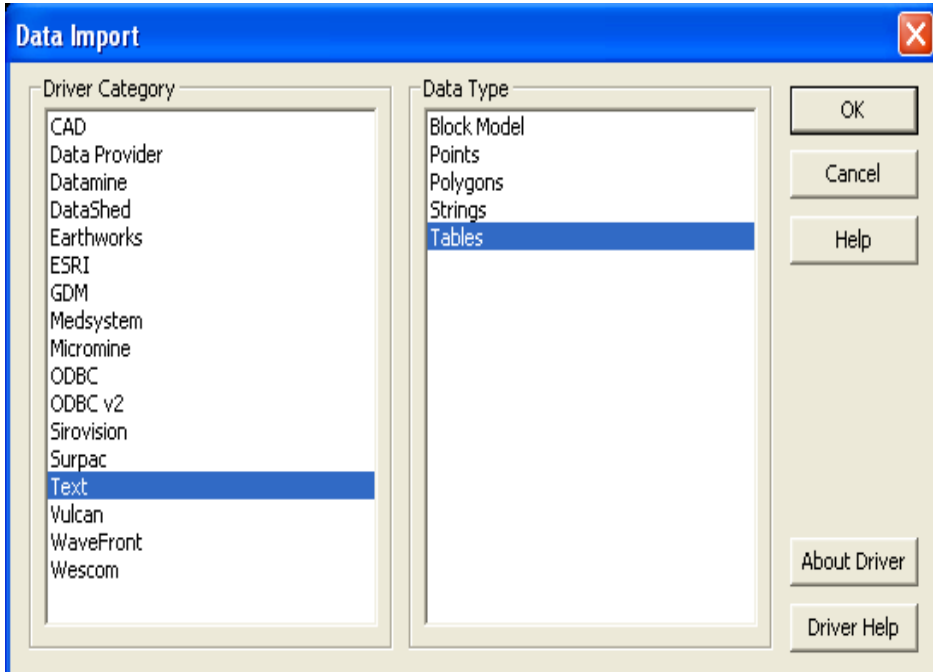 Data Import
Driver Category
CAD
Data Provider
Datamine
DataShed
Earthworks
ESRI
GDM
Medsystem
Micromine
ODBC
ODBC v2
Sirovision
Surpac
Text
Vulcan
WaveFront
Wescom
Data Type
Block Model
Points
Polygons
Strings
Tables
OK
Cancel
Help
About Driver
Driver Help